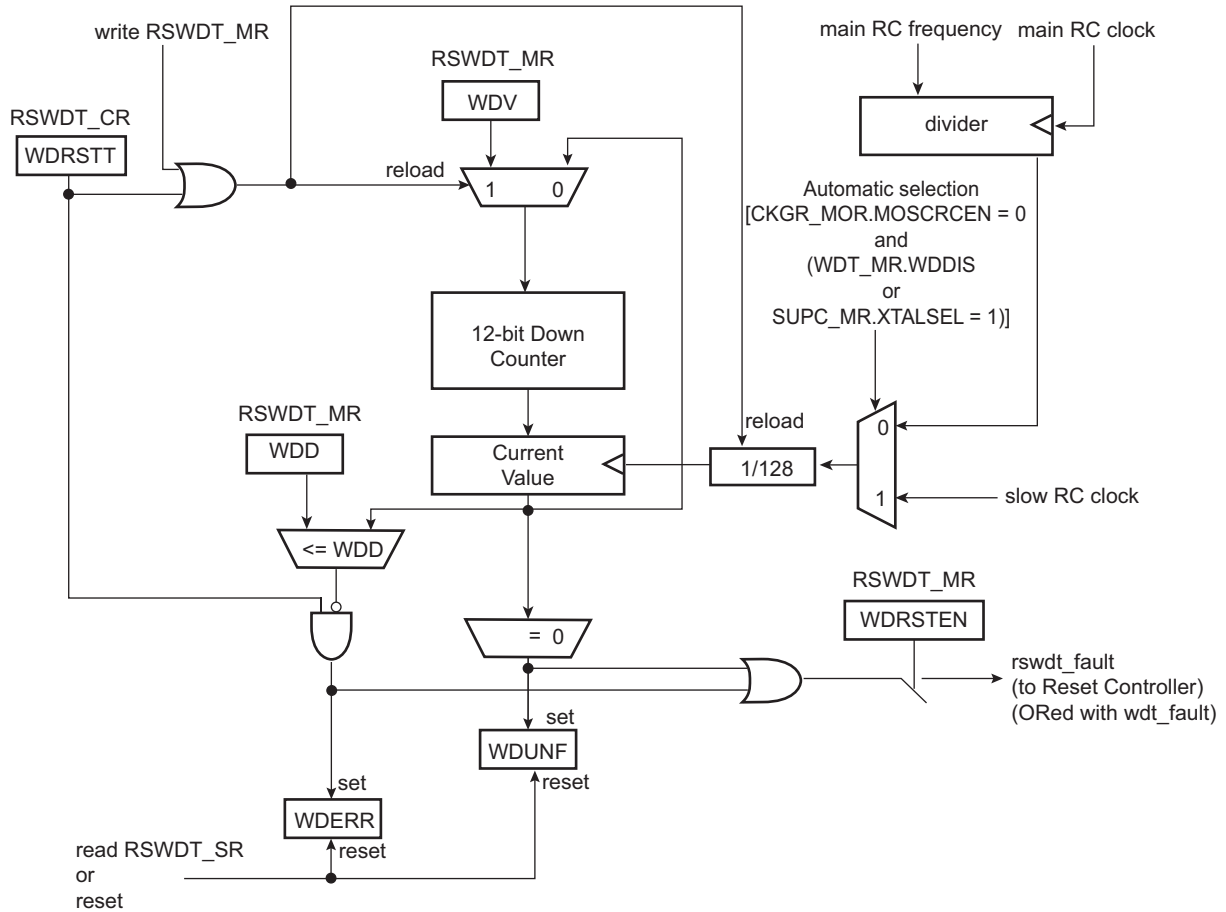 write RSWDT_MR
main RC frequency
main RC clock
RSWDT_MR
WDV
divider
RSWDT_CR
WDRSTT
reload
1
0
Automatic selection
[CKGR_MOR.MOSCRCEN = 0
and
(WDT_MR.WDDIS
or
SUPC_MR.XTALSEL = 1)]
12-bit Down
Counter
RSWDT_MR
WDD
reload
0
Current
Value
1/128
1
slow RC clock
<= WDD
RSWDT_MR
WDRSTEN
= 0
rswdt_fault
(to Reset Controller)
(ORed with wdt_fault)
set
WDUNF
reset
set
WDERR
reset
read RSWDT_SR
or
reset